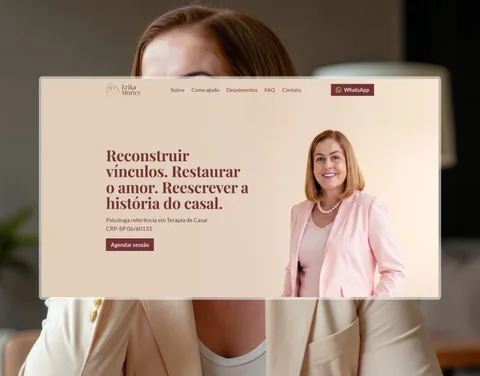 Erika
Muricy
Sobre Como ajudo Depoimentos FAQ Contato
WhatsApp
Reconstruir
vínculos. Restaurar
o amor. Reescrever a
história do casal.
Psicóloga referência em Terapia de Casal
CRP-SP 06/60131
Agendar sessão